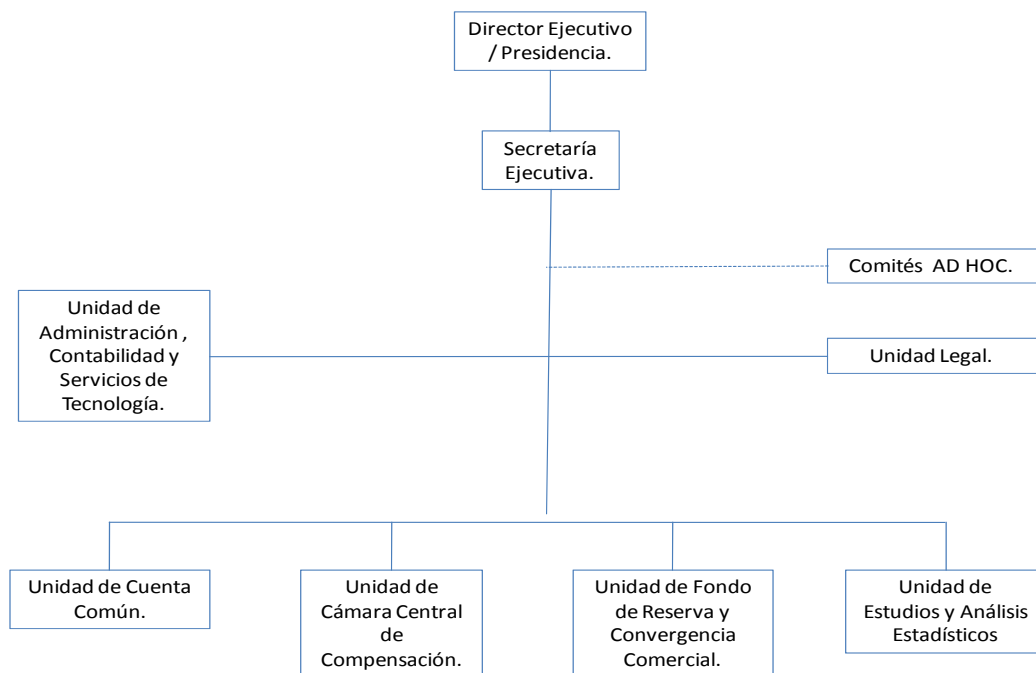 Director Ejecutivo
/ Presidencia.
Secretaría
Ejecutiva.
Comités AD HOC.
Unidad de
Administración ,
Contabilidad y
Servicios de
Tecnología.
Unidad Legal.
Unidad de Cuenta
Común.
Unidad de
Cámara Central
de
Compensación.
Unidad de Fondo
de Reserva y
Convergencia
Comercial.
Unidad de
Estudios y Análisis
Estadísticos